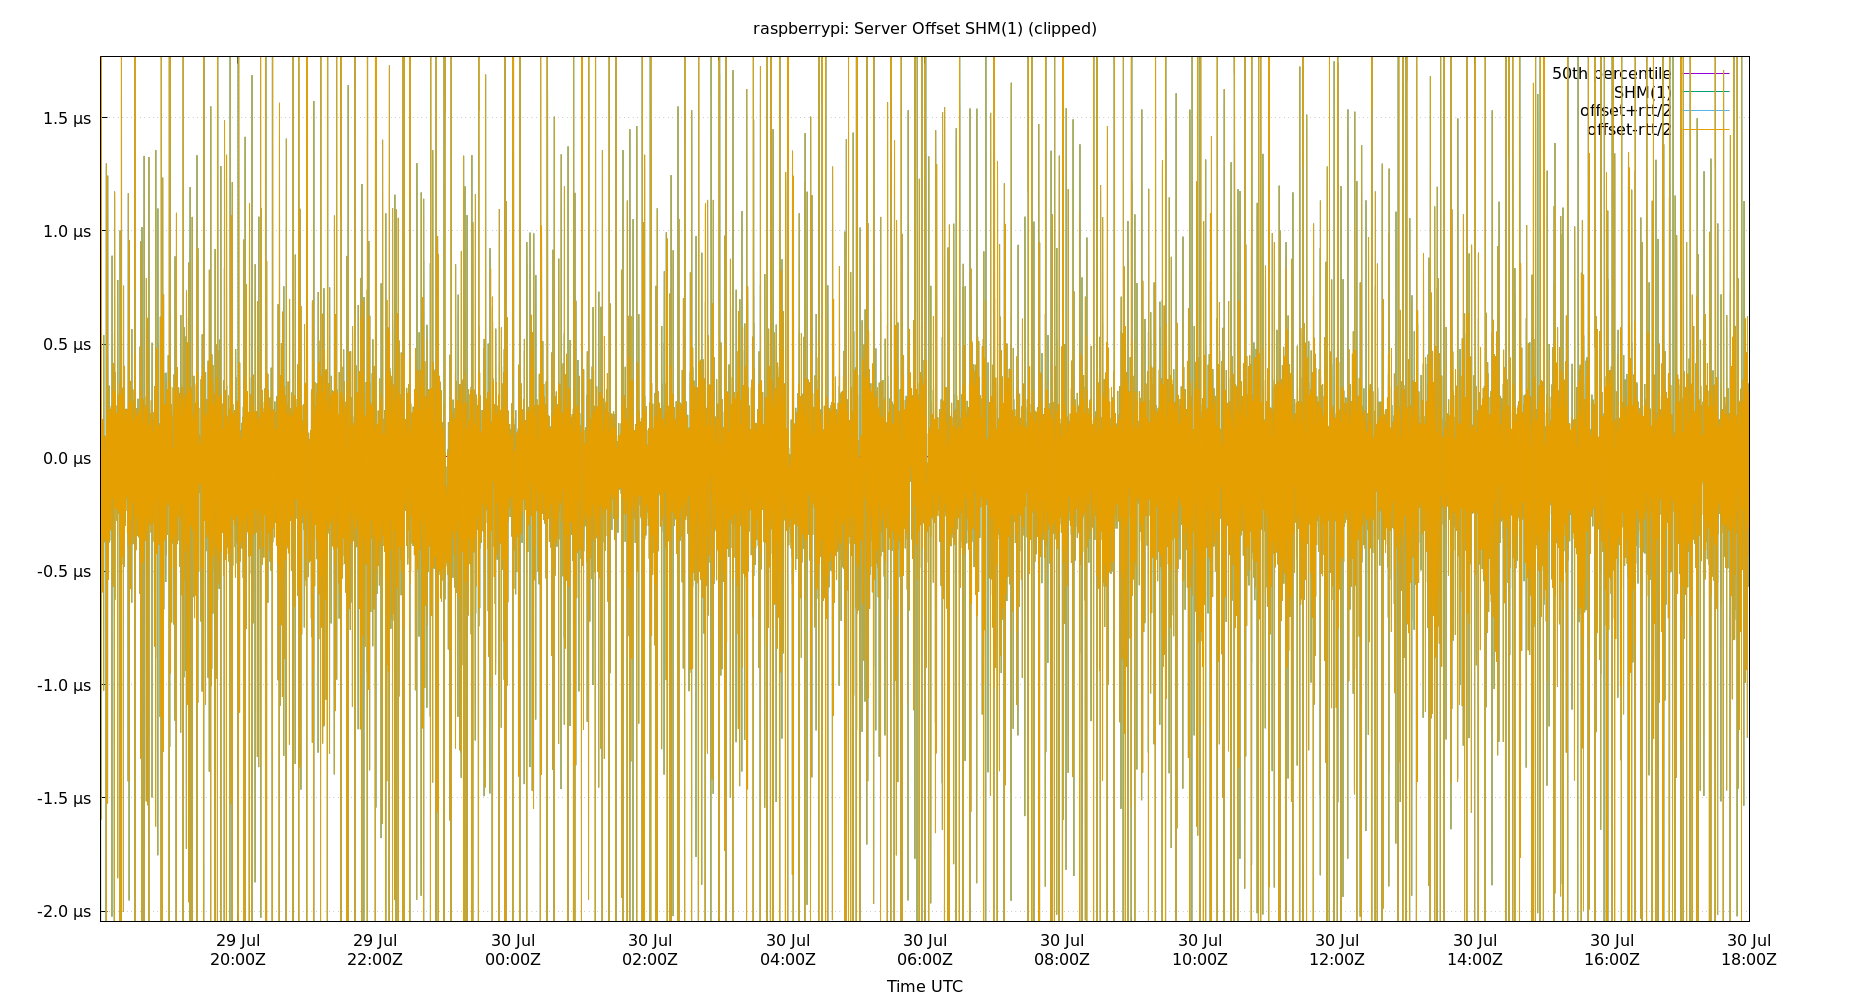 raspberrypi: Server Offset SHM(1) (clipped)
50th percentile
SHM(1)
offset+rtt/2
offset-rtt/2
1.5 µs
1.0 µs
0.5 µs
0.0 µs
-0.5 µs
-1.0 µs
-1.5 µs
-2.0 µs
29 Jul 29 Jul 30 Jul 30 Jul 30 Jul 30 Jul 30 Jul 30 Jul 30 Jul 30 Jul 30 Jul 30 Jul
20:00Z 22:00Z 00:00Z 02:00Z 04:00Z 06:00Z 08:00Z 10:00Z 12:00Z 14:00Z 16:00Z 18:00Z
Time UTC